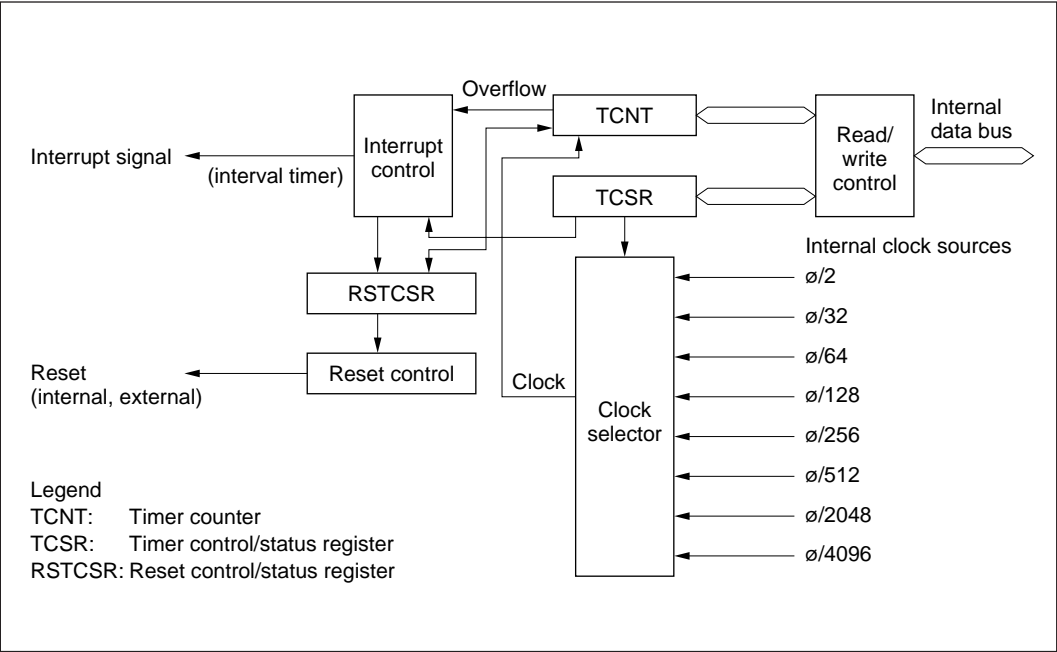 Overflow
TCNT
Interrupt
control
Read/
write
control
Internal
data bus
Interrupt signal
(interval timer)
TCSR
Internal clock sources
RSTCSR
ø/2
ø/32
ø/64
Reset control
Reset
(internal, external)
Clock
ø/128
Clock
selector
ø/256
ø/512
ø/2048
ø/4096
Legend
TCNT: Timer counter
TCSR: Timer control/status register
RSTCSR: Reset control/status register